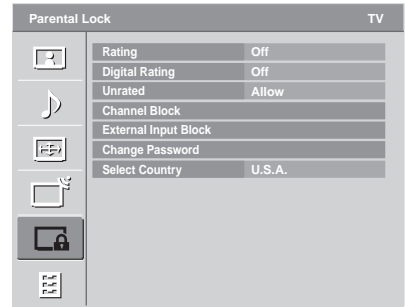 Parental Lock TV
Rating Off
Digital Rating Off
Unrated Allow
Channel Block
External Input Block
Change Password
Select Country U.S.A.